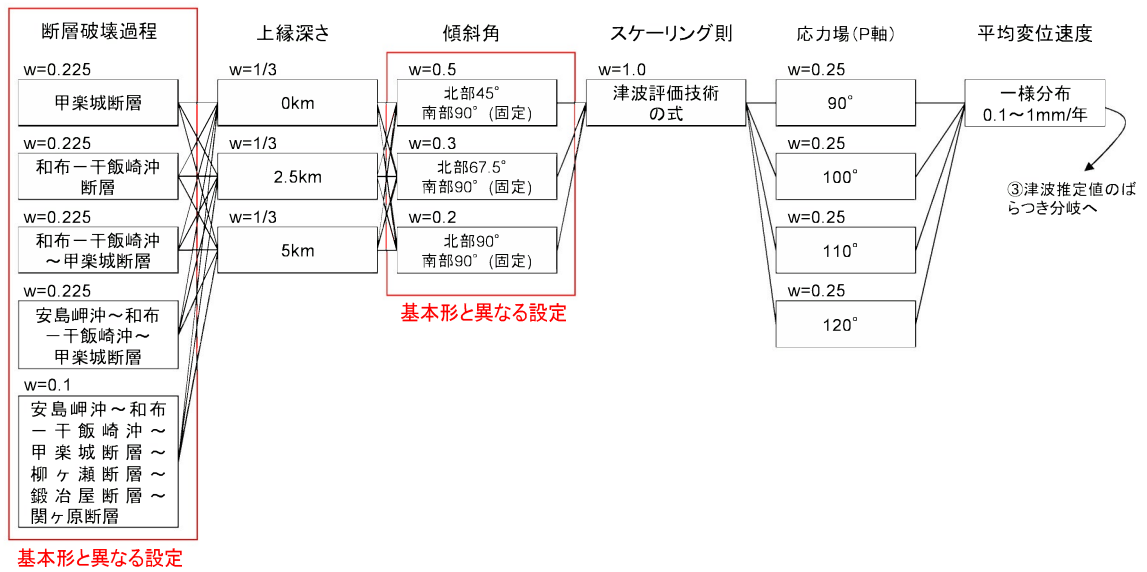 断層破壊過程
w=0.225
甲楽城断層
w=0.225
和布－干飯崎沖
断層
w=0.225
和布－干飯崎沖
～甲楽城断層
w=0.225
安島岬沖～和布
－干飯崎沖～
甲楽城断層
w=0.1
安島岬沖～和布
－干飯崎沖～
甲楽城断層～
柳ヶ瀬断層～
鍛冶屋断層～
関ヶ原断層
基本形と異なる設定
上縁深さ
w=1/3
0km
w=1/3
2.5km
w=1/3
5km
傾斜角
w=0.5
北部45°
南部90°(固定)
w=0.3
北部67.5°
南部90°(固定)
w=0.2
北部90°
南部90°(固定)
基本形と異なる設定
スケーリング則
w=1.0
津波評価技術
の式
応力場(P軸)
w=0.25
90°
w=0.25
100°
w=0.25
110°
w=0.25
120°
平均変位速度
一様分布
0.1～1mm/年
③津波推定値のば
らつき分岐へ